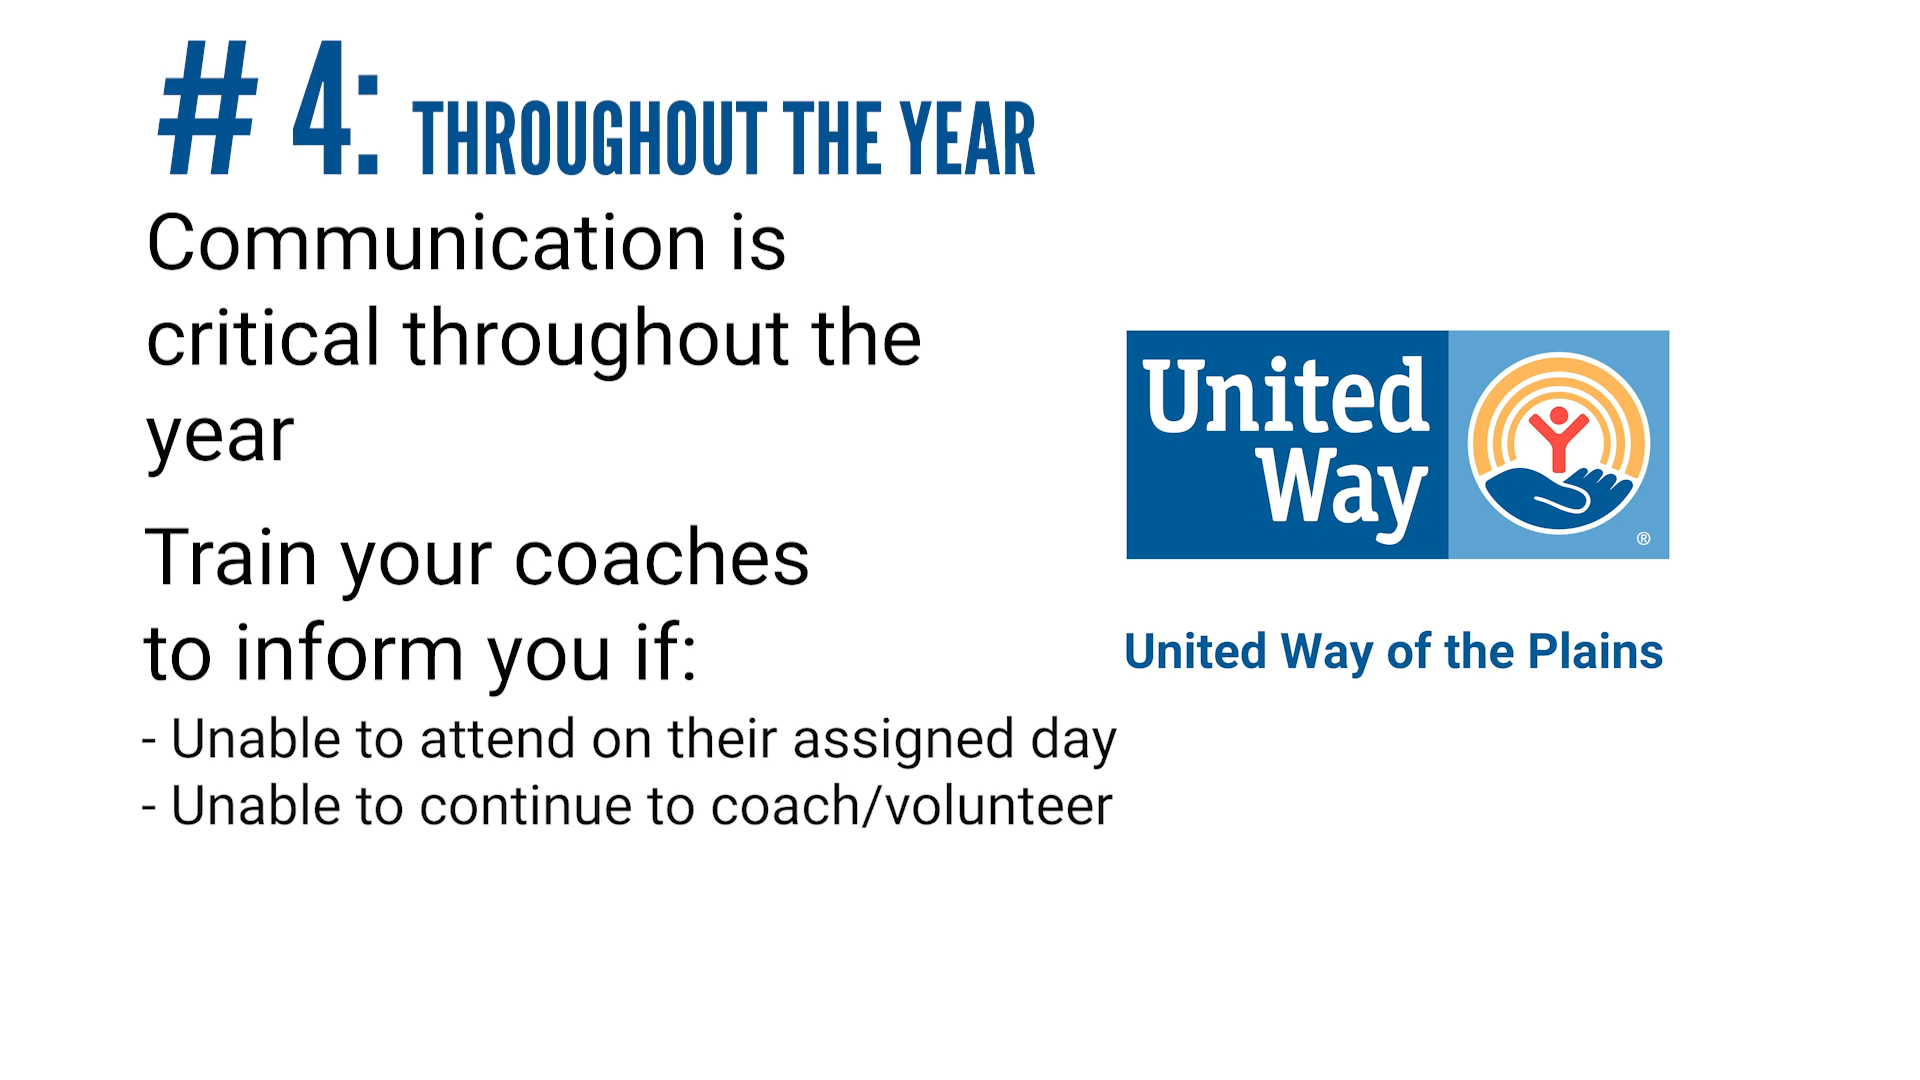 # 4: THROUGHOUT THE YEAR
Communication is
critical throughout the
year
Train your coaches
to inform you if:
- Unable to attend on their assigned day
- Unable to continue to coach/volunteer
United
Way
®
United Way of the Plains